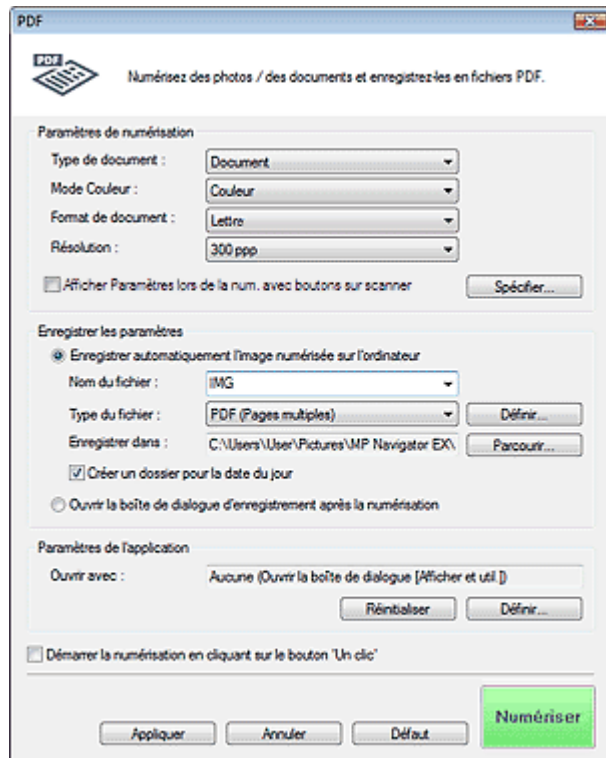 PDF
PDF
Numérisez des photos / des documents et enregistrez-les en fichiers PDF.
Paramètres de numérisation
Type de document : Document
Mode Couleur : Couleur
Format de document : Lettre
Résolution : 300 ppp
Afficher Paramètres lors de la num. avec boutons sur scanner Spécifier...
Enregistrer les paramètres
Enregistrer automatiquement l'image numérisée sur l'ordinateur
Nom du fichier : IMG
Type du fichier : PDF (Pages multiples) Définir...
Enregistrer dans : C:\Users\User\Pictures\MP Navigator EX\ Parcourir...
Créer un dossier pour la date du jour
Ouvrir la boîte de dialogue d'enregistrement après la numérisation
Paramètres de l'application
Ouvrir avec : Aucune (Ouvrir la boîte de dialogue [Afficher et util.])
Réinitialiser Définir...
Démarrer la numérisation en cliquant sur le bouton "Un clic"
Appliquer Annuler Défaut Numériser